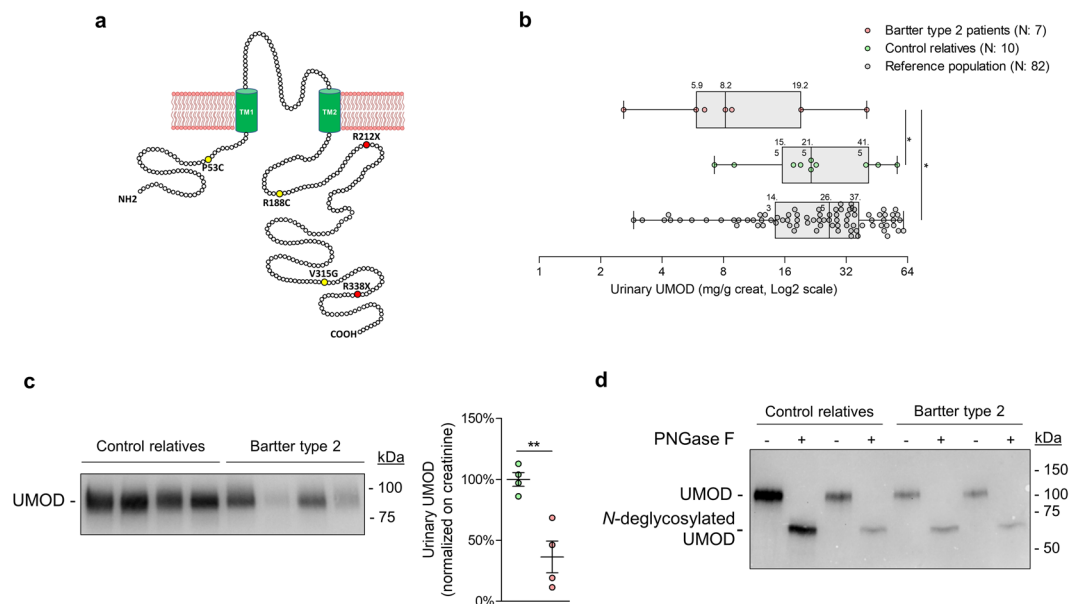 a
TM1
TM2
R212X
P53C
NH2
R188C
V315G
R338X
COOH
b
Bartter type 2 patients (N: 7)
Control relatives (N: 10)
Reference population (N: 82)
5.9 8.2 19.2
*
15. 21. 41.
5 5 5
*
14. 26. 37.
3 5
1 2 4 8 16 32 64
Urinary UMOD (mg/g creat, Log2 scale)
c
Control relatives Bartter type 2
kDa
UMOD -
- 100
- 75
Urinary UMOD
(normalized on creatinine)
150%
100%
50%
0%
**
d
Control relatives Bartter type 2
PNGase F - + - + - + - + kDa
- 150
UMOD - - 100
- 75
N-deglycosylated
UMOD -
- 50